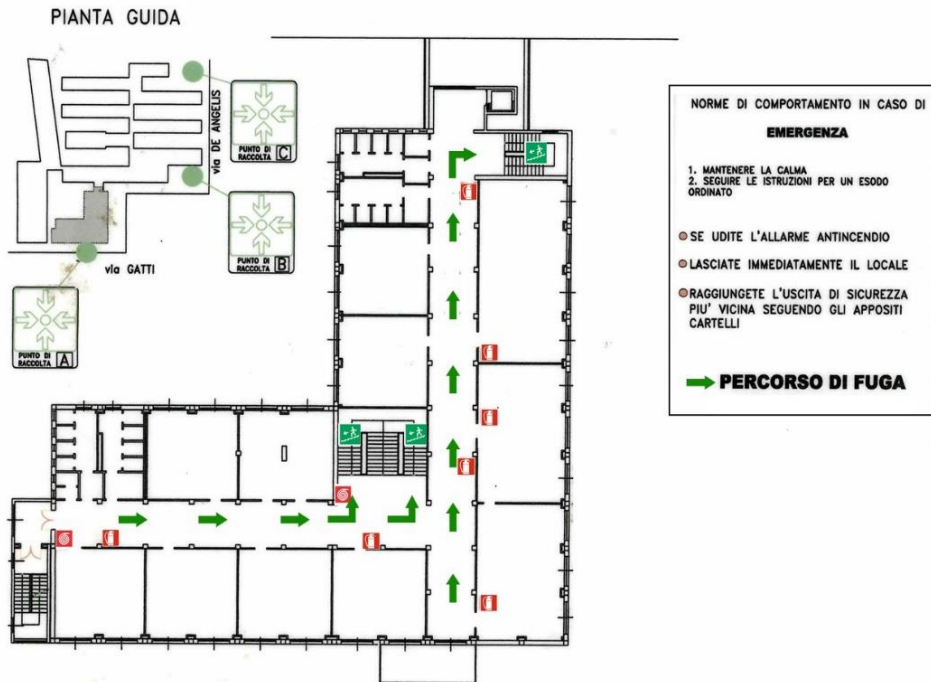 PIANTA GUIDA
via DE ANGELIS
PUNTO DI
RACCOLTA C
PUNTO DI
RACCOLTA B
via GATTI
PUNTO DI
RACCOLTA A
NORME DI COMPORTAMENTO IN CASO DI
EMERGENZA
1. MANTENERE LA CALMA
2. SEGUIRE LE ISTRUZIONI PER UN ESODO
ORDINATO
SE UDITE L'ALLARME ANTINCENDIO
LASCIATE IMMEDIATAMENTE IL LOCALE
RAGGIUNGETE L'USCITA DI SICUREZZA
PIU' VICINA SEGUENDO GLI APPOSITI
CARTELLI
PERCORSO DI FUGA